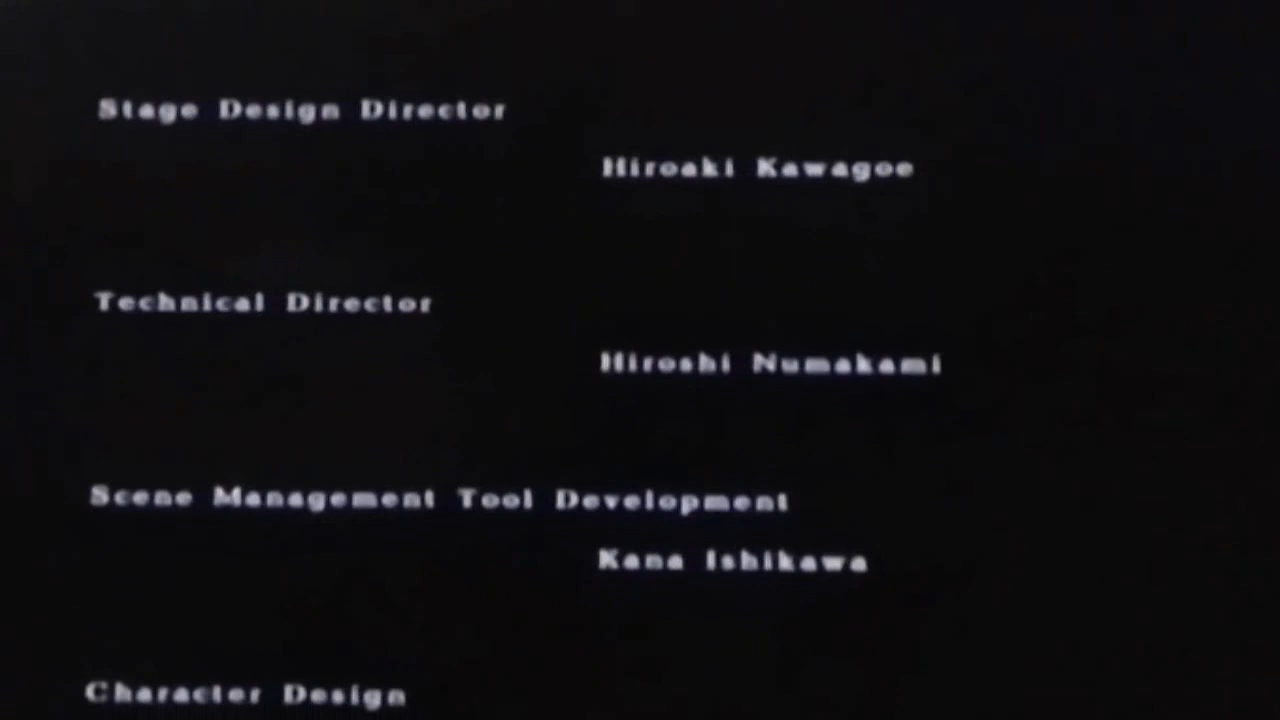 Stage Design Director
Hiroaki Kawagoe
Technical Director
Hiroshi Numakami
Scene Management Tool Development
Kana Ishikawa
Character Design